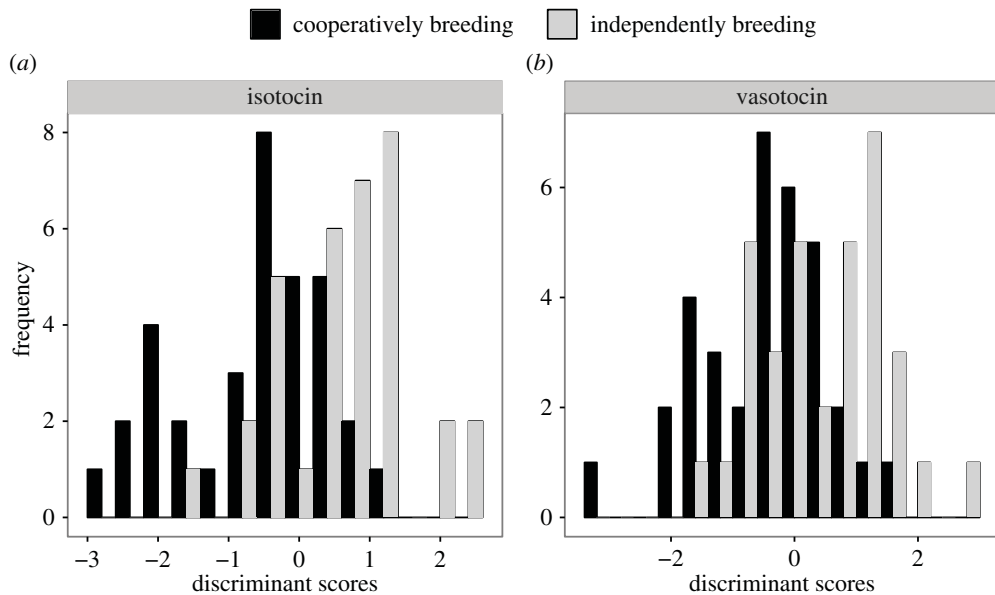 cooperatively breeding independently breeding
(a) (b)
isotocin vasotocin
8
6
4
2
0
frequency
−3 −2 −1 0 1 2
discriminant scores
6
4
2
0
−2 0 2
discriminant scores